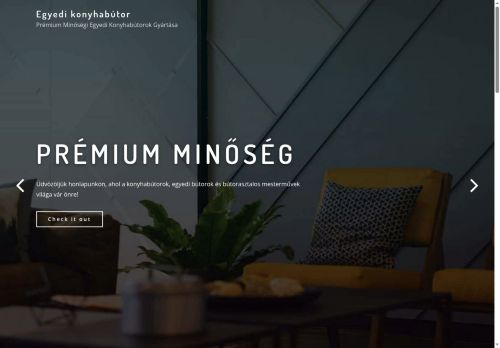 Egyedi konyhabútor
Prémium Minőségi Egyedi Konyhabútorok Gyártása
PRÉMIUM MINŐSÉG
Üdvözöljük honlapunkon, ahol a konyhabútorok, egyedi bútorok és bútorasztalos mesterművek
világa vár önre!
Check it out